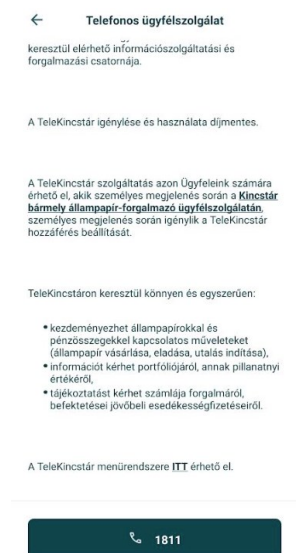 Telefonos ügyfélszolgálat
keresztül elérhető információszolgáltatási és
forgalmazási csatornája.
A TeleKincstár igénylése és használata díjmentes.
A TeleKincstár szolgáltatás azon Ügyfeleink számára
érhető el, akik személyes megjelenés során a Kincstár
bármely állampapír-forgalmazó ügyfélszolgálatán,
személyes megjelenés során igénylik a TeleKincstár
hozzáférés beállítását.
TeleKincstáron keresztül könnyen és egyszerűen:
• kezdeményezhet állampapírokkal és
pénzösszegekkel kapcsolatos műveleteket
(állampapír vásárlása, eladása, utalás indítása),
• információt kérhet portfóliójáról, annak pillanatnyi
értékéről,
• tájékoztatást kérhet számlája forgalmáról,
befektetései jövőbeli esedékességfizetéseiről.
A TeleKincstár menürendszere ITT érhető el.
1811